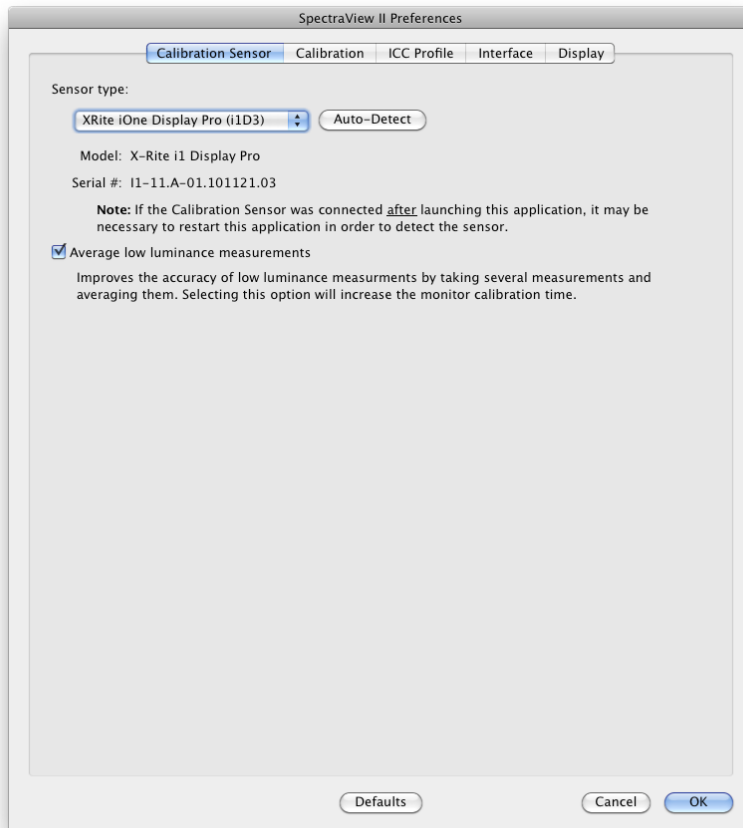 SpectraView II Preferences
Calibration Sensor Calibration ICC Profile Interface Display
Sensor type:
XRite iOne Display Pro (i1D3) Auto-Detect
Model: X-Rite i1 Display Pro
Serial #: I1-11.A-01.101121.03
Note: If the Calibration Sensor was connected after launching this application, it may be
necessary to restart this application in order to detect the sensor.
Average low luminance measurements
Improves the accuracy of low luminance measurments by taking several measurements and
averaging them. Selecting this option will increase the monitor calibration time.
Defaults Cancel OK